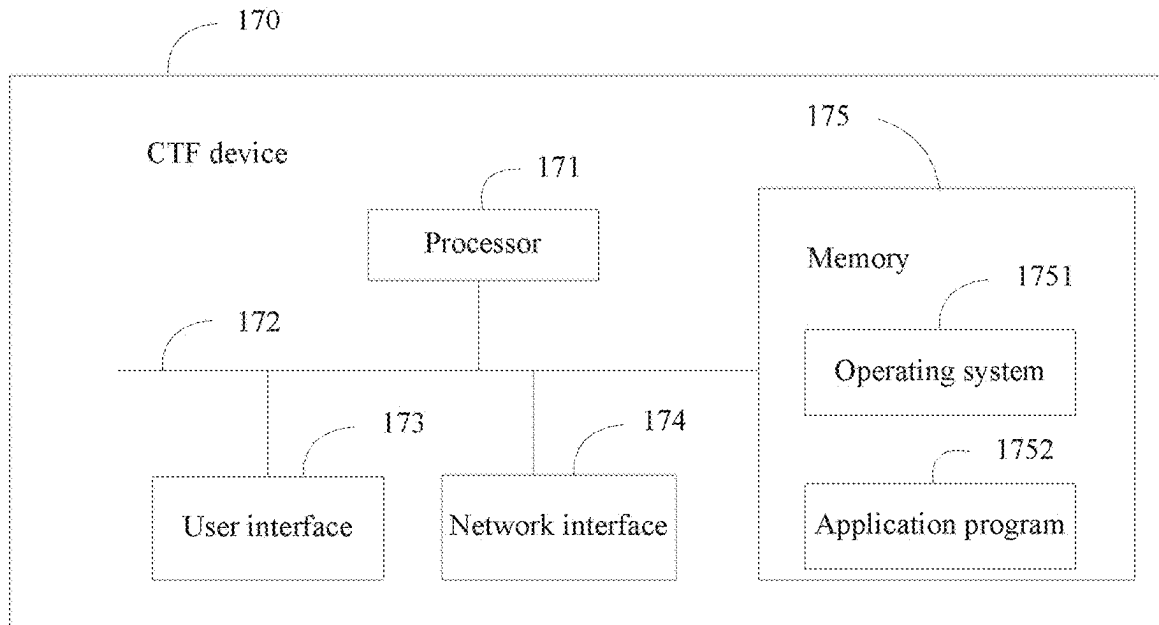 170
175
CTF device
171
Processor
Memory
1751
172
Operating system
173
174
1752
User interface
Network interface
Application program